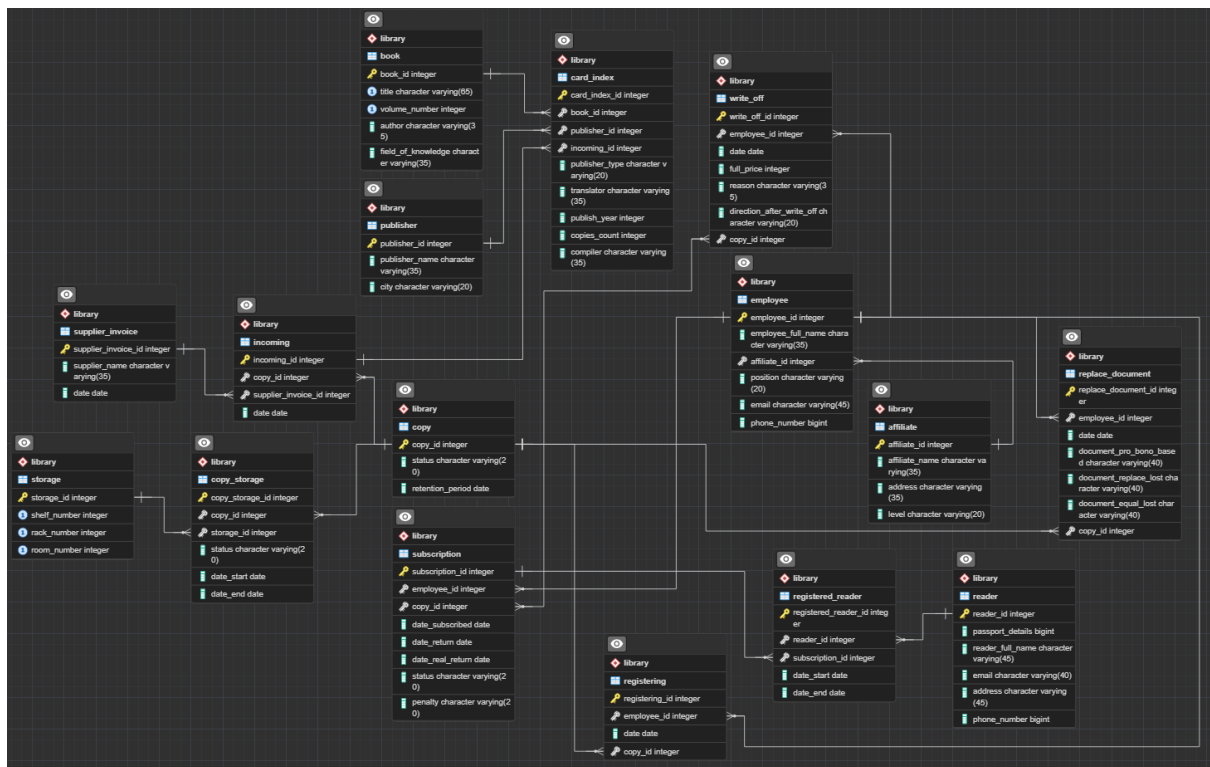 library
book
book_id integer
title character varying(65)
volume_number integer
author character varying(3
5)
field_of_knowledge charact
er varying(35)
library
card_index
card_index_id integer
book_id integer
publisher_id integer
incoming_id integer
publisher_type character v
arying(20)
translator character varying
(35)
publish_year integer
copies_count integer
compiler character varying
(35)
library
write_off
write_off_id integer
employee_id integer
date date
full_price integer
reason character varying(3
5)
direction_after_write_off ch
aracter varying(20)
copy_id integer
library
publisher
publisher_id integer
publisher_name character
varying(35)
city character varying(20)
library
employee
employee_id integer
employee_full_name chara
cter varying(35)
affiliate_id integer
position character varying
(20)
email character varying(45)
phone_number bigint
library
supplier_invoice
supplier_invoice_id integer
supplier_name character v
arying(35)
date date
library
incoming
incoming_id integer
copy_id integer
supplier_invoice_id integer
date date
library
replace_document
replace_document_id integ
er
employee_id integer
date date
document_pro_bono_base
d character varying(40)
document_replace_lost cha
racter varying(40)
document_equal_lost char
acter varying(40)
copy_id integer
library
copy
copy_id integer
status character varying(2
0)
retention_period date
library
affiliate
affiliate_id integer
affiliate_name character va
rying(35)
address character varying
(35)
level character varying(20)
library
storage
storage_id integer
shelf_number integer
rack_number integer
room_number integer
library
copy_storage
copy_storage_id integer
copy_id integer
storage_id integer
status character varying(2
0)
date_start date
date_end date
library
subscription
subscription_id integer
employee_id integer
copy_id integer
date_subscribed date
date_return date
date_real_return date
status character varying(2
0)
penalty character varying(2
0)
library
registered_reader
registered_reader_id integ
er
reader_id integer
subscription_id integer
date_start date
date_end date
library
reader
reader_id integer
passport_details bigint
reader_full_name character
varying(45)
email character varying(40)
address character varying
(45)
phone_number bigint
library
registering
registering_id integer
employee_id integer
date date
copy_id integer